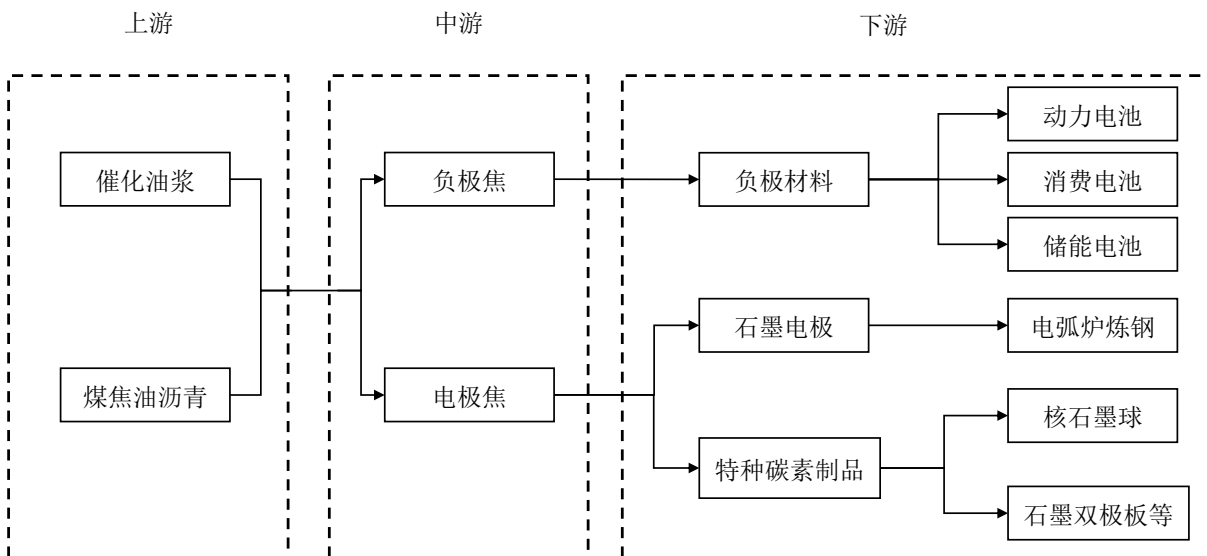 上游
中游
下游
动力电池
催化油浆
负极焦
负极材料
消费电池
储能电池
石墨电极
电弧炉炼钢
煤焦油沥青
电极焦
核石墨球
特种碳素制品
石墨双极板等